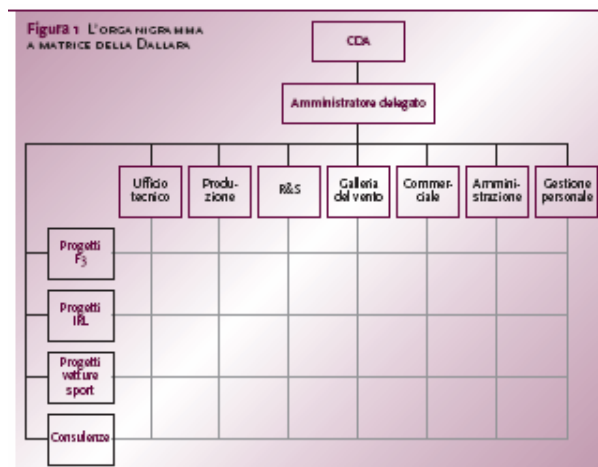 Figura 1 L'ORGANIGRAMMA
A MATRICE DELLA DALLARA
CDA
Amministratore delegato
Ufficio
tecnico
Produ-
zione
R&S
Galleria
del vento
Commer-
ciale
Ammini-
strazione
Gestione
personale
Progetti
F3
Progetti
IRL
Progetti
vetture
sport
Consulenze